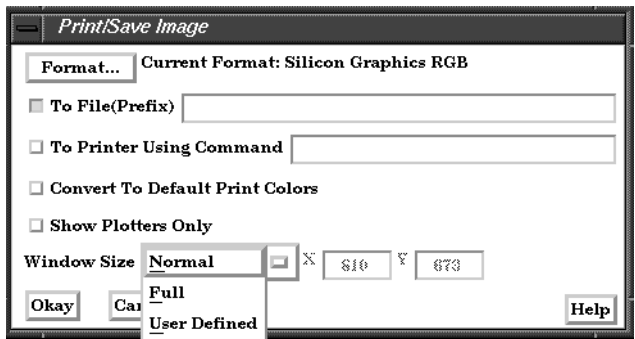 Print/Save Image
Format... Current Format: Silicon Graphics RGB
To File(Prefix)
To Printer Using Command
Convert To Default Print Colors
Show Plotters Only
Window Size Normal X 810 Y 673
Full
Okay Help
User Defined